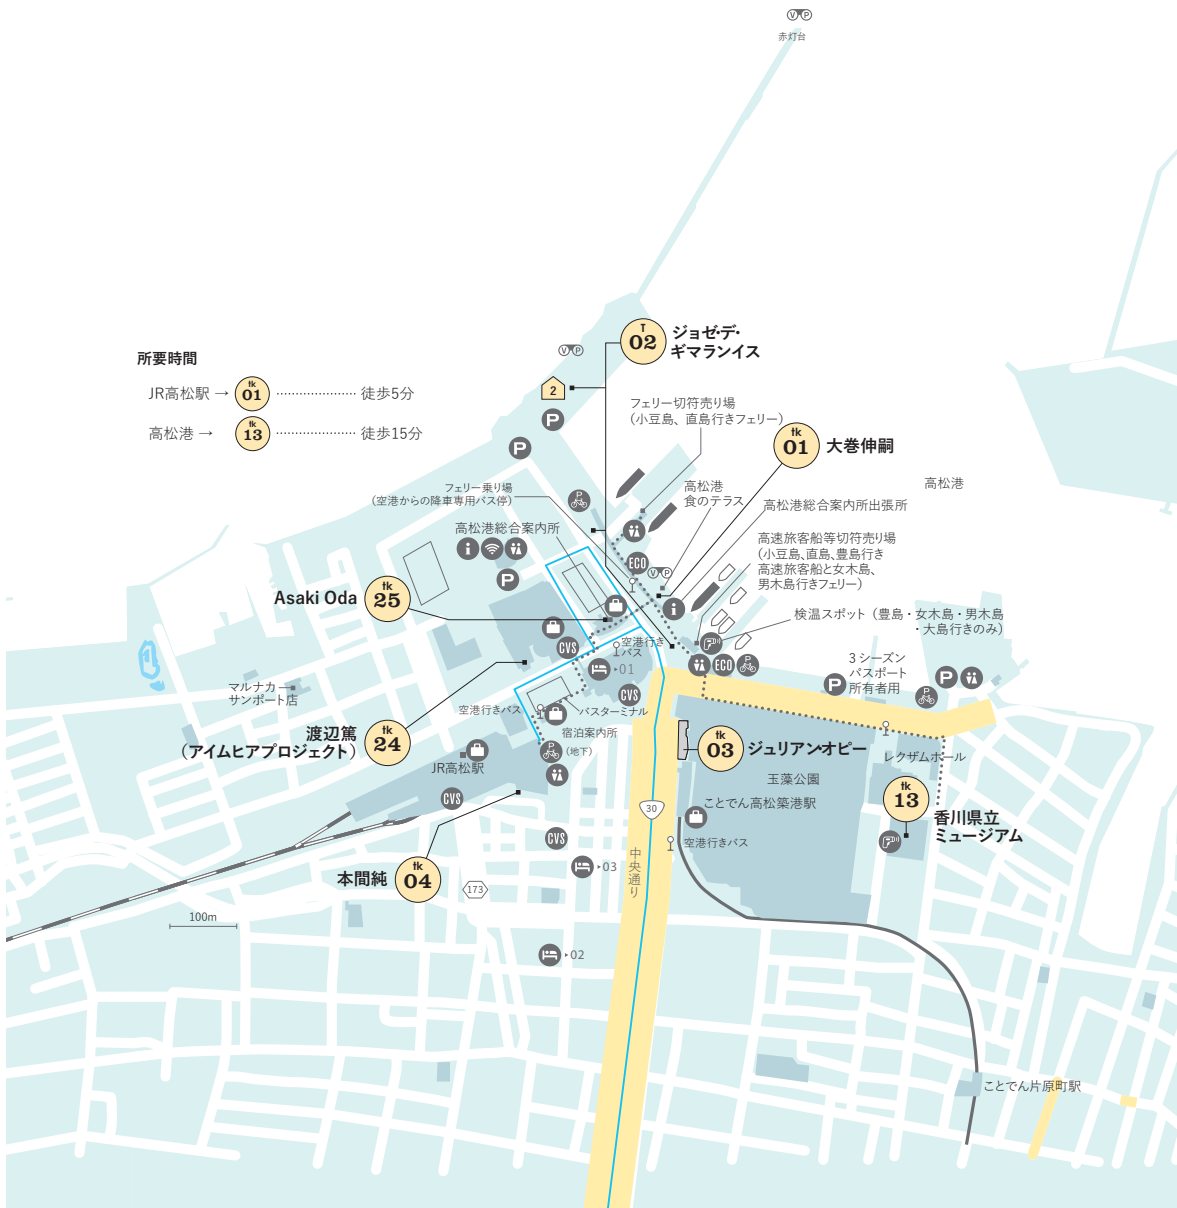 V P
赤灯台
T
02
ジョゼ・デ・
ギマランイス
所要時間
JR高松駅 → tk 01 ………………… 徒歩5分
高松港 → tk 13 ………………… 徒歩15分
V P
2
P
P
フェリー切符売り場
(小豆島、直島行きフェリー)
tk
01
大巻伸嗣
高松港
フェリー乗り場
(空港からの降車専用バス停)
P
高松港
食のテラス
高松港総合案内所出張所
高松港総合案内所
i
P
高速旅客船等切符売り場
(小豆島、直島、豊島行き
高速旅客船と女木島、
男木島行きフェリー)
ECO
V P
i
Asaki Oda
tk
25
検温スポット (豊島・女木島・男木島
・大島行きのみ)
CVS
空港行き
バス
01
ECO
P
3シーズン
パスポート
所有者用
P
P
P
マルナカ
サンポート店
空港行きバス
バスターミナル
CVS
宿泊案内所
渡辺篤
(アイムヒアプロジェクト)
tk
24
P
(地下)
JR高松駅
tk
03
ジュリアン・オピー
レクザムホール
玉藻公園
CVS
30
ことでん高松築港駅
tk
13
香川県立
ミュージアム
CVS
空港行きバス
中央通り
03
本間純
tk
04
173
100m
02
ことでん片原町駅